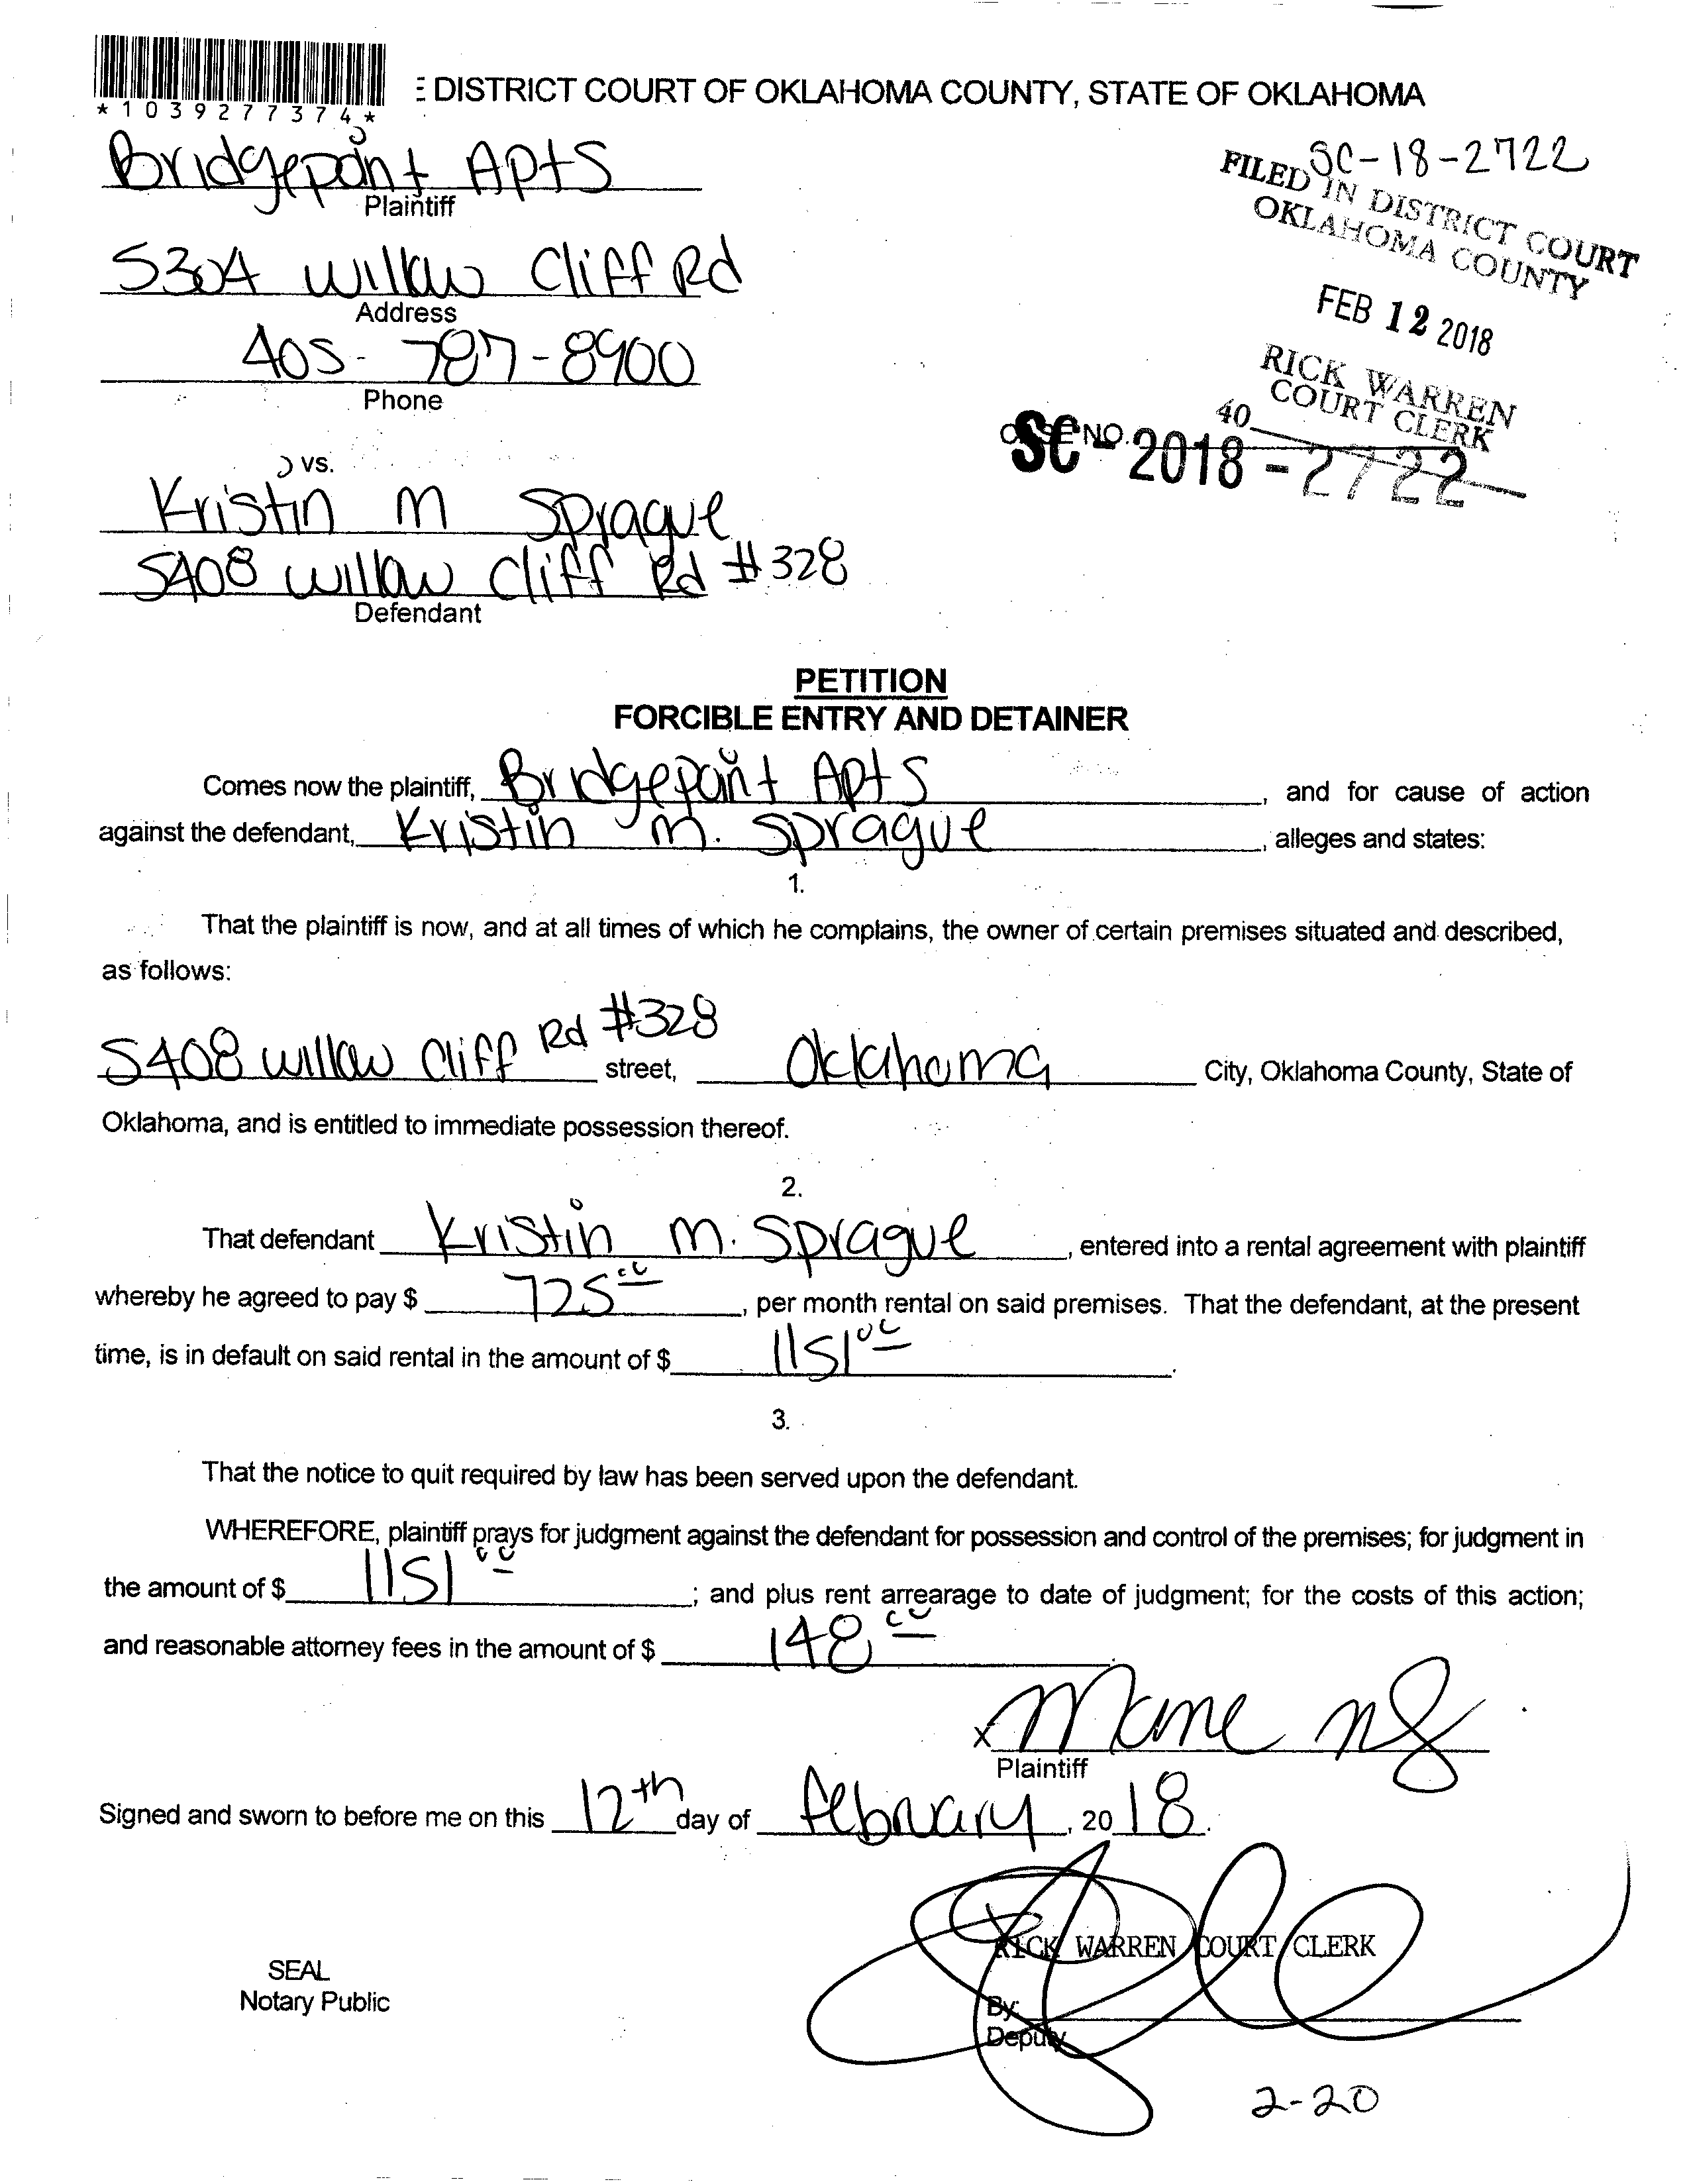 *1039277374*
: DISTRICT COURT OF OKLAHOMA COUNTY, STATE OF OKLAHOMA
Bridgepoint Apts
Plaintiff
SC-18-2722
FILED IN DISTRICT COURT
OKLAHOMA COUNTY
5304 Willow Cliff Rd
Address
FEB 12 2018
405-787-8900
Phone
RICK WARREN
COURT CLERK
40
CASE NO.
SC-2018-2722
vs.
Kristin M Sprague
5408 Willow Cliff Rd #328
Defendant
PETITION
FORCIBLE ENTRY AND DETAINER
Comes now the plaintiff, Bridgepoint Apts, and for cause of action
against the defendant, Kristin M. Sprague, alleges and states:
1.
That the plaintiff is now, and at all times of which he complains, the owner of certain premises situated and described,
as follows:
5408 Willow Cliff Rd #328 street, Oklahoma City, Oklahoma County, State of
Oklahoma, and is entitled to immediate possession thereof.
2.
That defendant Kristin M. Sprague, entered into a rental agreement with plaintiff
whereby he agreed to pay $ 725 00, per month rental on said premises. That the defendant, at the present
time, is in default on said rental in the amount of $ 1151 00.
3.
That the notice to quit required by law has been served upon the defendant.
WHEREFORE, plaintiff prays for judgment against the defendant for possession and control of the premises; for judgment in
the amount of $ 1151 00; and plus rent arrearage to date of judgment; for the costs of this action;
and reasonable attorney fees in the amount of $ 148 00.
X
Plaintiff
Signed and sworn to before me on this 12th day of February, 2018.
RICK WARREN COURT CLERK
SEAL
Notary Public
By:
Deputy
2-20